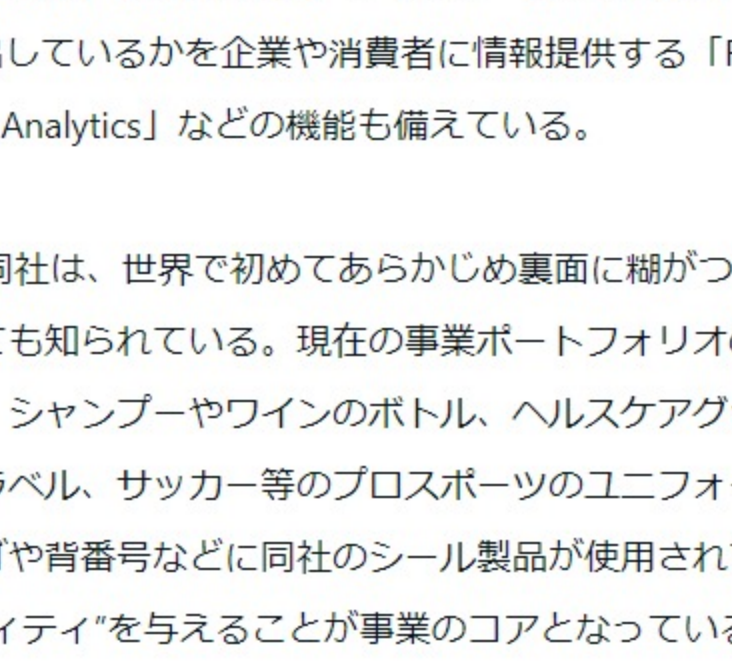 しているかを企業や消費者に情報提供する「
Analytics」などの機能も備えている。
同社は、世界で初めてあらかじめ裏面に糊がつ
ても知られている。現在の事業ポートフォリオ
シャンプーやワインのボトル、ヘルスケアグ
ラベル、サッカー等のプロスポーツのユニフォー
ゴや背番号などに同社のシール製品が使用され
ィティ”を与えることが事業のコアとなっている